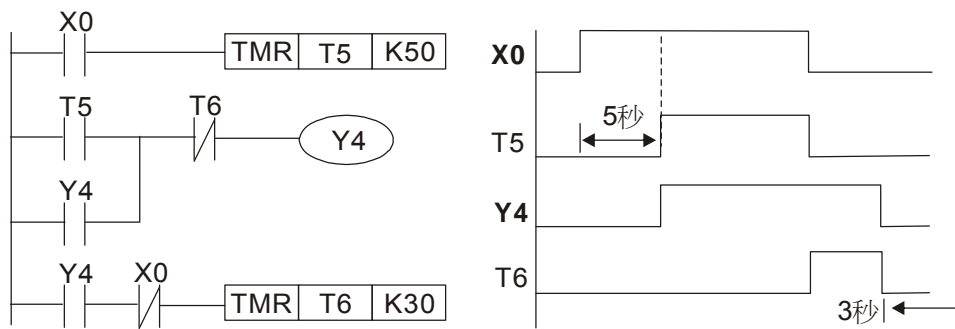 X0
TMR T5 K50
T5 T6
Y4
Y4
Y4 X0
TMR T6 K30
X0
5秒
T5
Y4
T6
3秒